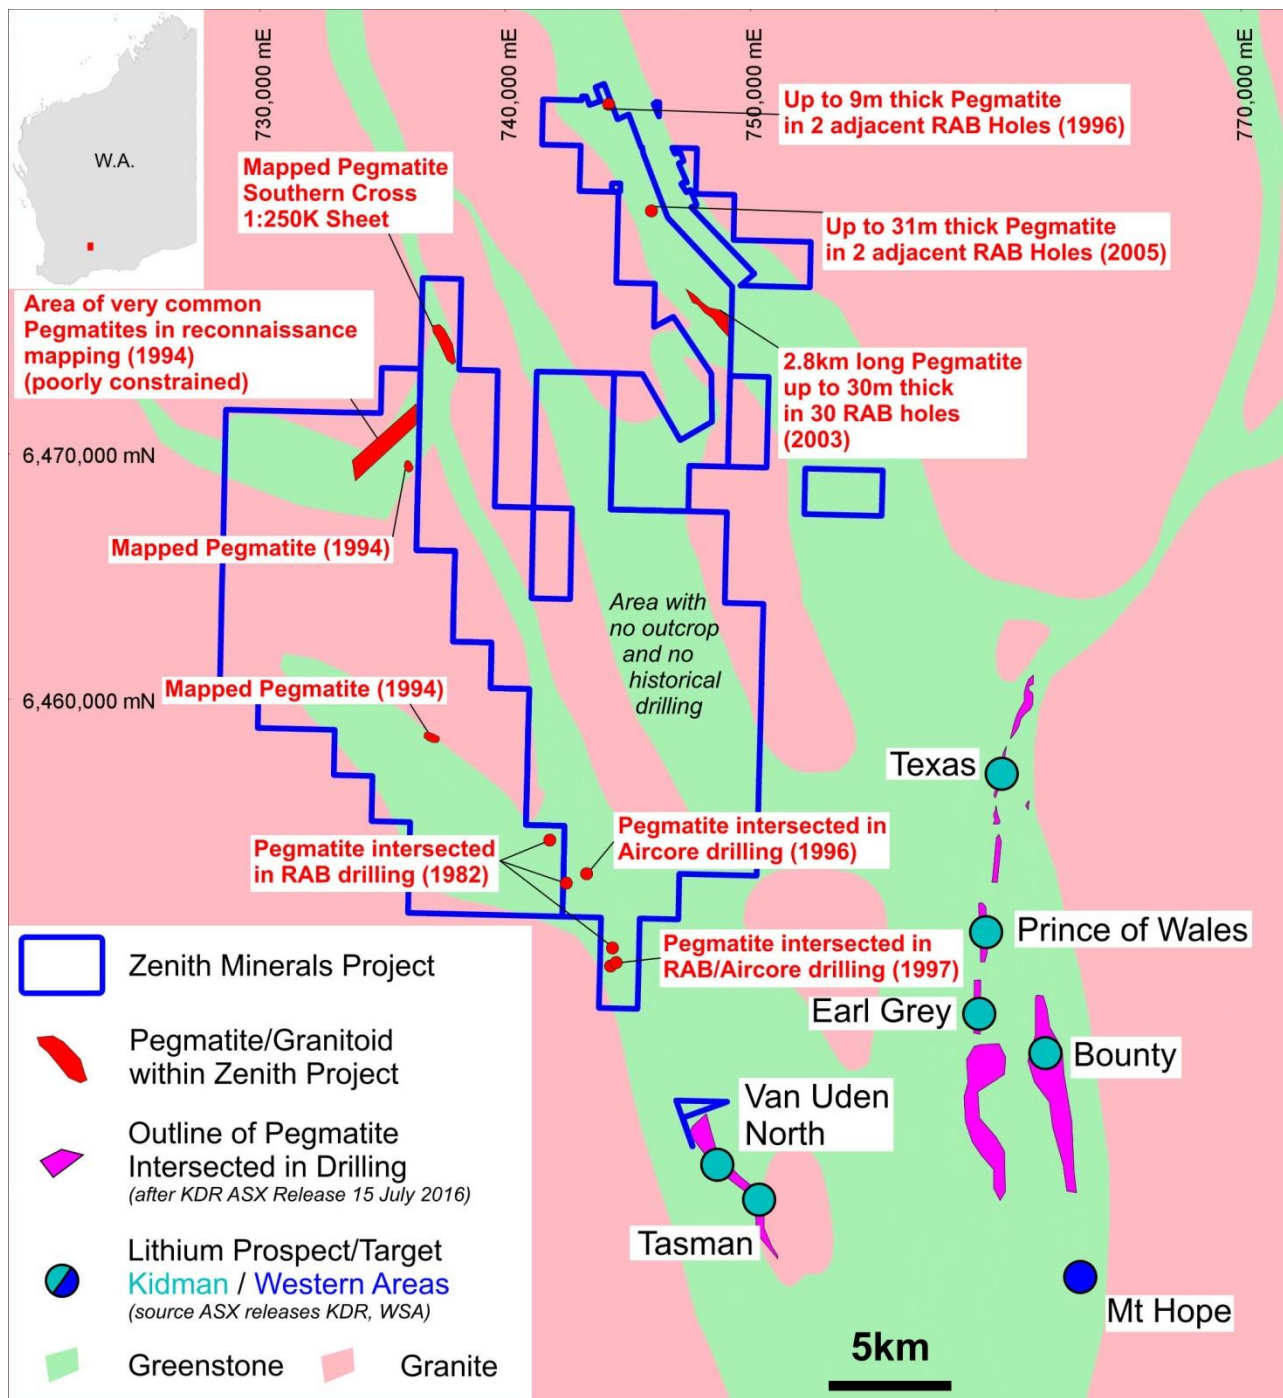 730,000 mE
740,000 mE
750,000 mE
770,000 mE
W.A.
Up to 9m thick Pegmatite
in 2 adjacent RAB Holes (1996)
Mapped Pegmatite
Southern Cross
1:250K Sheet
Up to 31m thick Pegmatite
in 2 adjacent RAB Holes (2005)
Area of very common
Pegmatites in reconnaissance
mapping (1994)
(poorly constrained)
2.8km long Pegmatite
up to 30m thick
in 30 RAB holes
(2003)
6,470,000 mN
Mapped Pegmatite (1994)
Area with
no outcrop
and no
historical
drilling
Mapped Pegmatite (1994)
6,460,000 mN
Texas
Pegmatite intersected
in RAB drilling (1982)
Pegmatite intersected in
Aircore drilling (1996)
Prince of Wales
Pegmatite intersected in
RAB/Aircore drilling (1997)
Earl Grey
Bounty
Van Uden
North
Tasman
Mt Hope
5km
Zenith Minerals Project
Pegmatite/Granitoid
within Zenith Project
Outline of Pegmatite
Intersected in Drilling
(after KDR ASX Release 15 July 2016)
Lithium Prospect/Target
Kidman / Western Areas
(source ASX releases KDR, WSA)
Greenstone
Granite